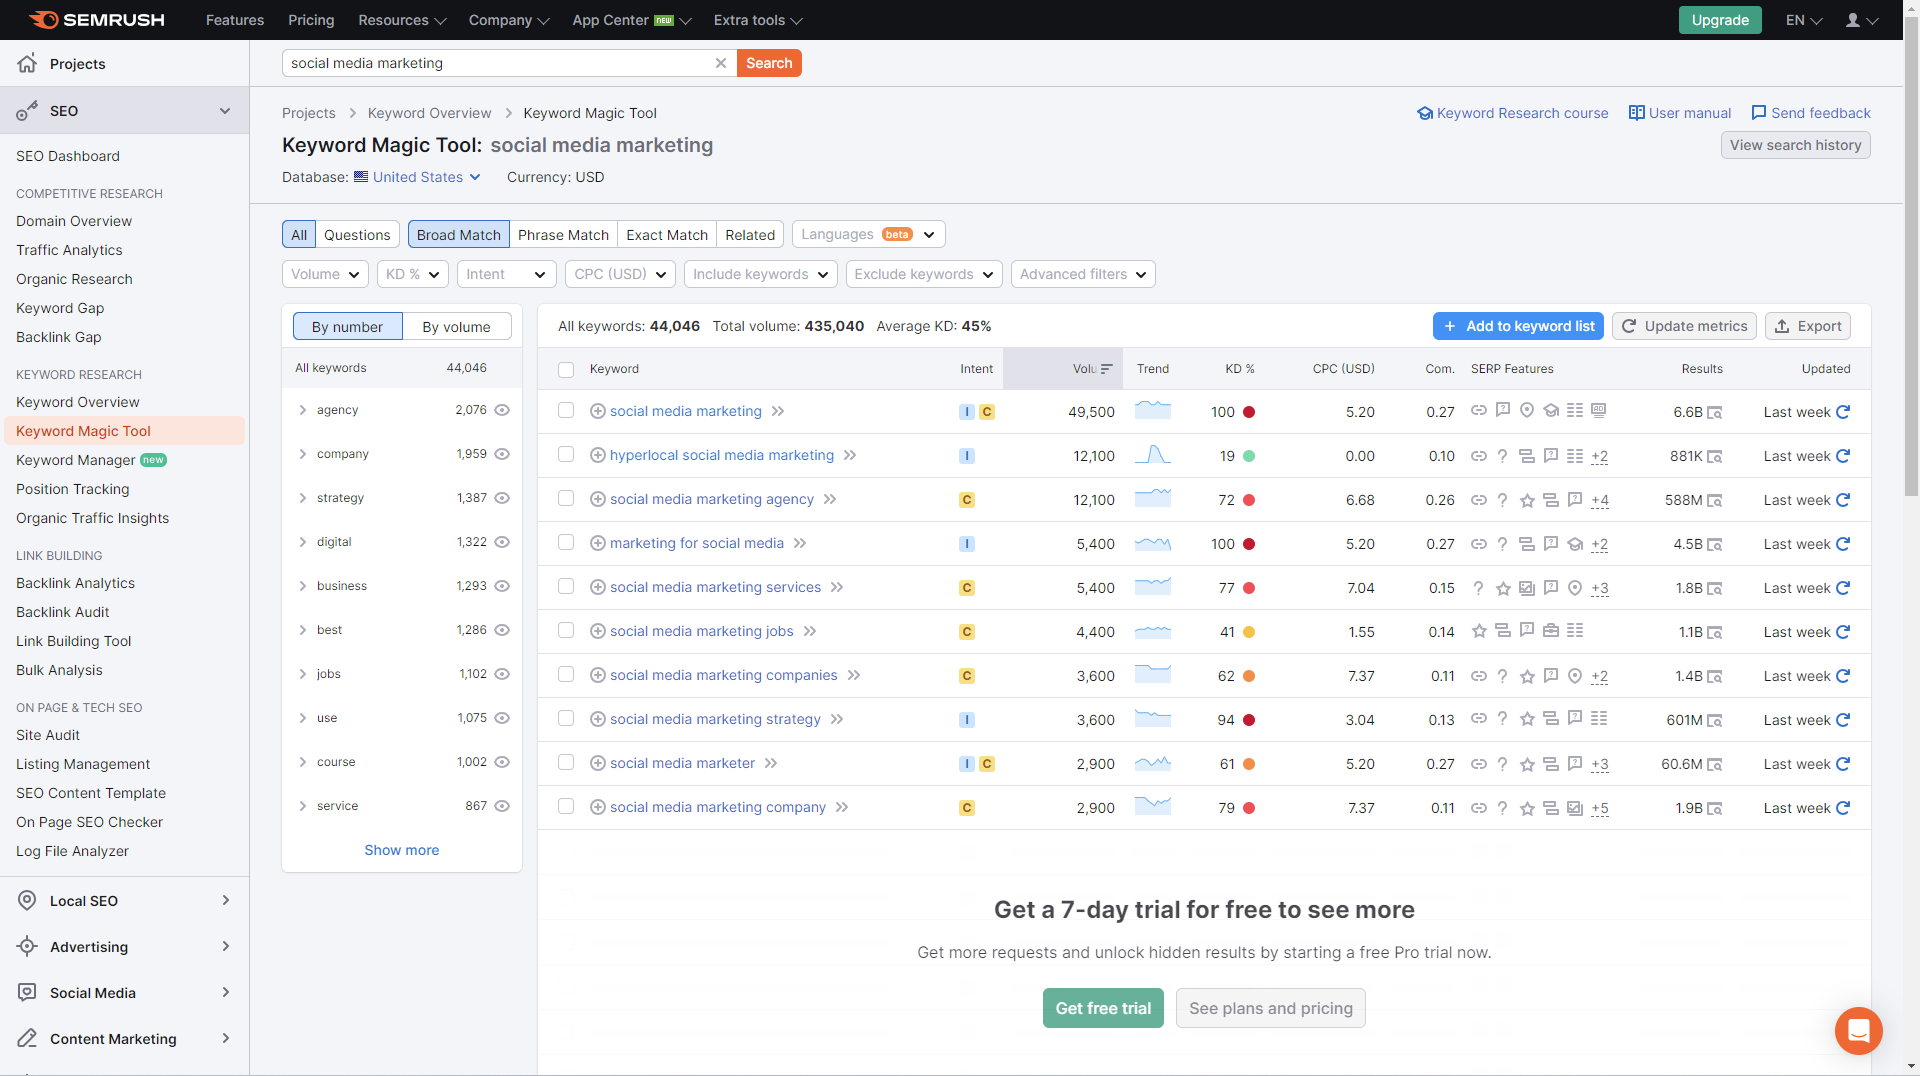 SEMRUSH Features Pricing Resources Company App Center NEW Extra tools Upgrade EN
Projects
SEO
SEO Dashboard
COMPETITIVE RESEARCH
Domain Overview
Traffic Analytics
Organic Research
Keyword Gap
Backlink Gap
KEYWORD RESEARCH
Keyword Overview
Keyword Magic Tool
Keyword Manager new
Position Tracking
Organic Traffic Insights
LINK BUILDING
Backlink Analytics
Backlink Audit
Link Building Tool
Bulk Analysis
ON PAGE & TECH SEO
Site Audit
Listing Management
SEO Content Template
On Page SEO Checker
Log File Analyzer
Local SEO
Advertising
Social Media
Content Marketing
social media marketing Search
Projects Keyword Overview Keyword Magic Tool Keyword Research course User manual Send feedback
Keyword Magic Tool: social media marketing View search history
Database: United States Currency: USD
All Questions Broad Match Phrase Match Exact Match Related Languages beta
Volume KD % Intent CPC (USD) Include keywords Exclude keywords Advanced filters
By number By volume
All keywords 44,046
agency 2,076
company 1,959
strategy 1,387
digital 1,322
business 1,293
best 1,286
jobs 1,102
use 1,075
course 1,002
service 867
Show more
All keywords: 44,046 Total volume: 435,040 Average KD: 45% + Add to keyword list Update metrics Export
Keyword Intent Volu Trend KD % CPC (USD) Com. SERP Features Results Updated
social media marketing I C 49,500 100 5.20 0.27 AD 6.6B Last week
hyperlocal social media marketing I 12,100 19 0.00 0.10 +2 881K Last week
social media marketing agency C 12,100 72 6.68 0.26 +4 588M Last week
marketing for social media I 5,400 100 5.20 0.27 +2 4.5B Last week
social media marketing services C 5,400 77 7.04 0.15 +3 1.8B Last week
social media marketing jobs C 4,400 41 1.55 0.14 1.1B Last week
social media marketing companies C 3,600 62 7.37 0.11 +2 1.4B Last week
social media marketing strategy I 3,600 94 3.04 0.13 601M Last week
social media marketer I C 2,900 61 5.20 0.27 +3 60.6M Last week
social media marketing company C 2,900 79 7.37 0.11 +5 1.9B Last week
Get a 7-day trial for free to see more
Get more requests and unlock hidden results by starting a free Pro trial now.
Get free trial See plans and pricing